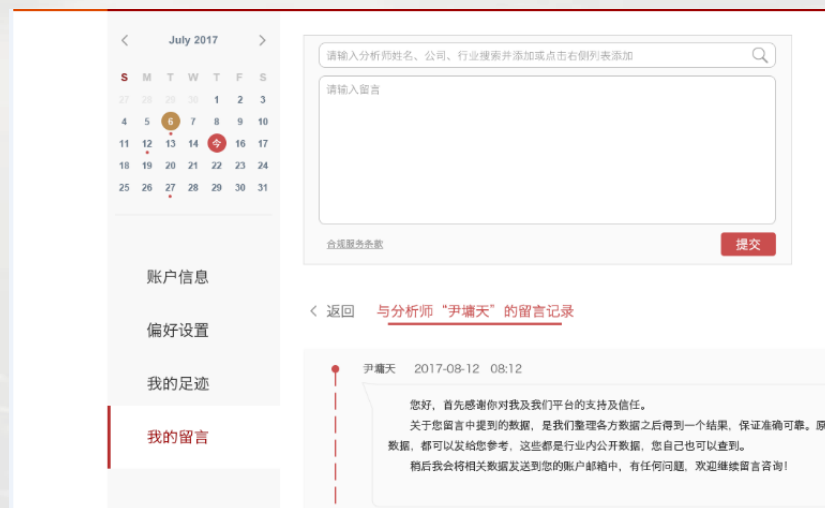 July 2017
S M T W T F S
27 28 29 30 1 2 3
4 5 6 7 8 9 10
11 12 13 14 今 16 17
18 19 20 21 22 23 24
25 26 27 28 29 30 31
账户信息
偏好设置
我的足迹
我的留言
请输入分析师姓名、公司、行业搜索并添加或点击右侧列表添加
请输入留言
合规服务条款
提交
返回 与分析师“尹墉天”的留言记录
尹墉天 2017-08-12 08:12
您好,首先感谢你对我及我们平台的支持及信任。
关于您留言中提到的数据,是我们整理各方数据之后得到一个结果,保证准确可靠。原
数据,都可以发给您参考,这些都是行业内公开数据,您自己也可以查到。
稍后我会将相关数据发送到您的账户邮箱中,有任何问题,欢迎继续留言咨询!